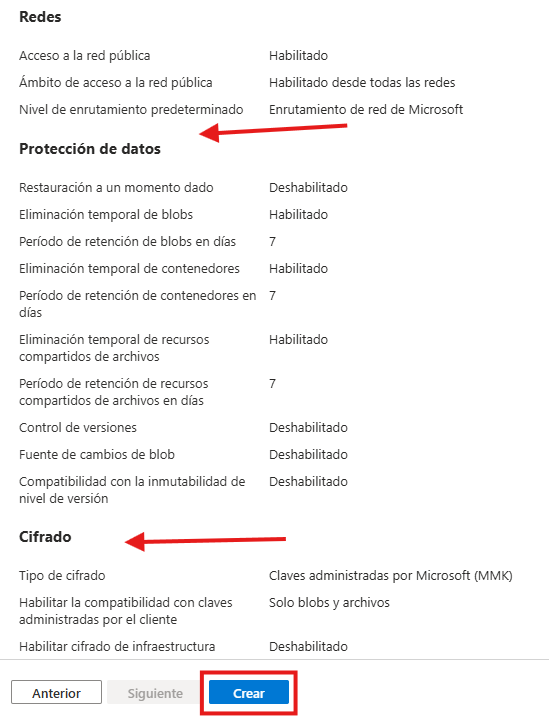 Redes
Acceso a la red pública Habilitado
Ámbito de acceso a la red pública Habilitado desde todas las redes
Nivel de enrutamiento predeterminado Enrutamiento de red de Microsoft
Protección de datos
Restauración a un momento dado Deshabilitado
Eliminación temporal de blobs Habilitado
Período de retención de blobs en días 7
Eliminación temporal de contenedores Habilitado
Período de retención de contenedores en 7
días
Eliminación temporal de recursos Habilitado
compartidos de archivos
Período de retención de recursos 7
compartidos de archivos en días
Control de versiones Deshabilitado
Fuente de cambios de blob Deshabilitado
Compatibilidad con la inmutabilidad de Deshabilitado
nivel de versión
Cifrado
Tipo de cifrado Claves administradas por Microsoft (MMK)
Habilitar la compatibilidad con claves Solo blobs y archivos
administradas por el cliente
Habilitar cifrado de infraestructura Deshabilitado
Anterior Siguiente Crear